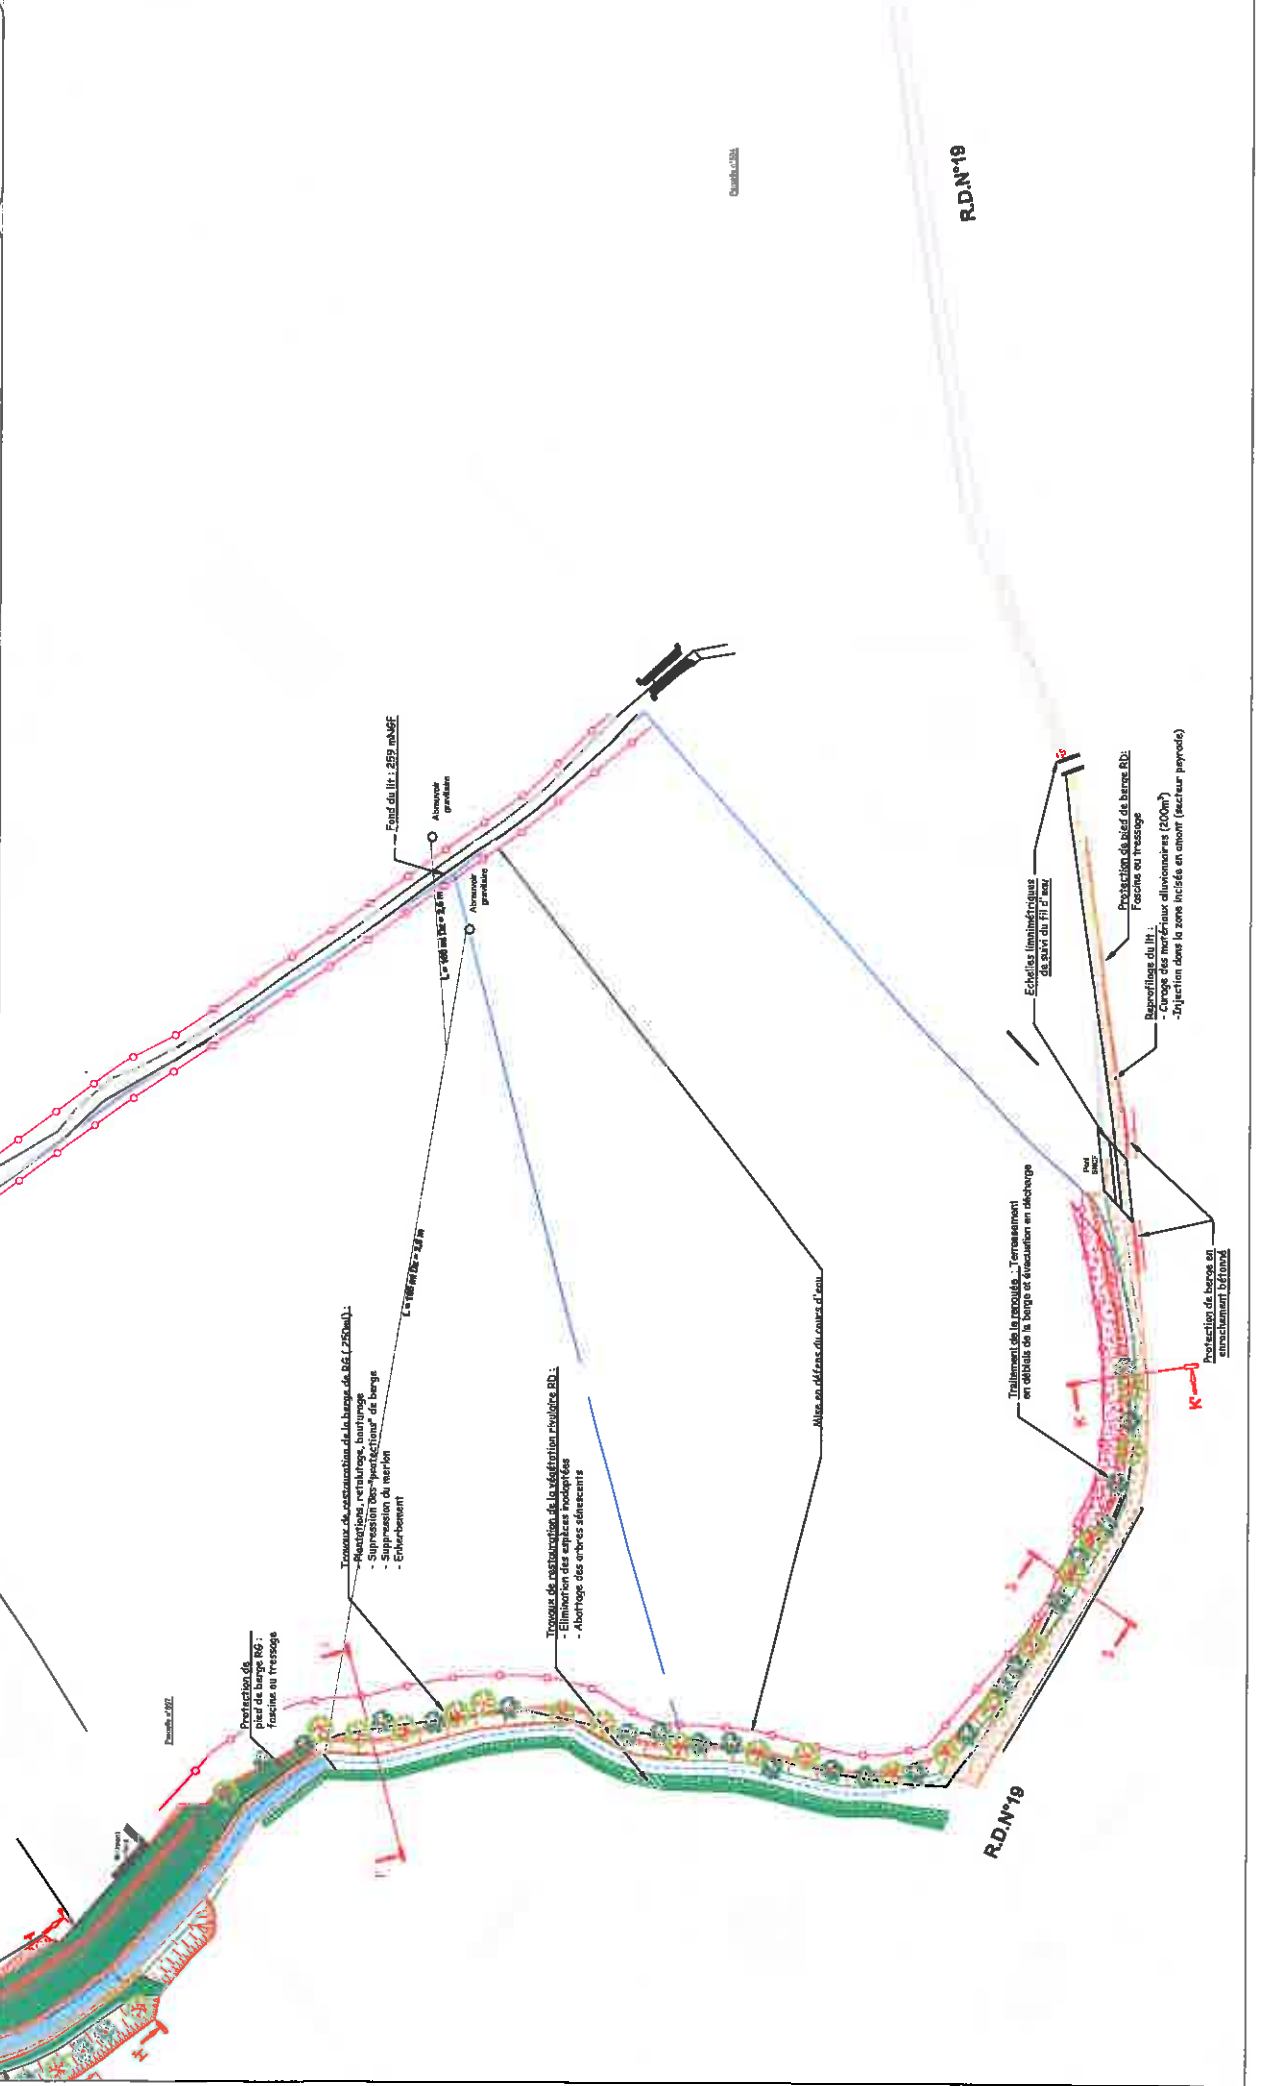 R.D.N°19
Fond du lit : 259 mNGF
Abreuvoir
gravitaire
Abreuvoir
gravitaire
Echelles limnimétriques
de suivi du fil d'eau
Protection de pied de berge RD:
Fascine ou tressage
Reprofilage du lit :
- Curage des matériaux alluvionnaires (200m³)
-Injection dans la zone incisée en amont (secteur peyrade)
Pont
SNCF
Traitement de la renouée : Terrassement
en déblais de la berge et évacuation en décharge
Protection de berge en
enrochement bétonné
Mise en défens du cours d'eau
Travaux de restauration de la berge de RG ( 250ml) :
- Plantations, retalutage, bouturage
- Supression des "protections" de berge
- Suppression du merlon
- Enherbement
Travaux de restauration de la végétation rivulaire RD :
- Elimination des espèces inadaptées
- Abattage des arbres sénescents
Protection de
pied de berge RG :
fascine ou tressage
K
K'
R.D.N°19